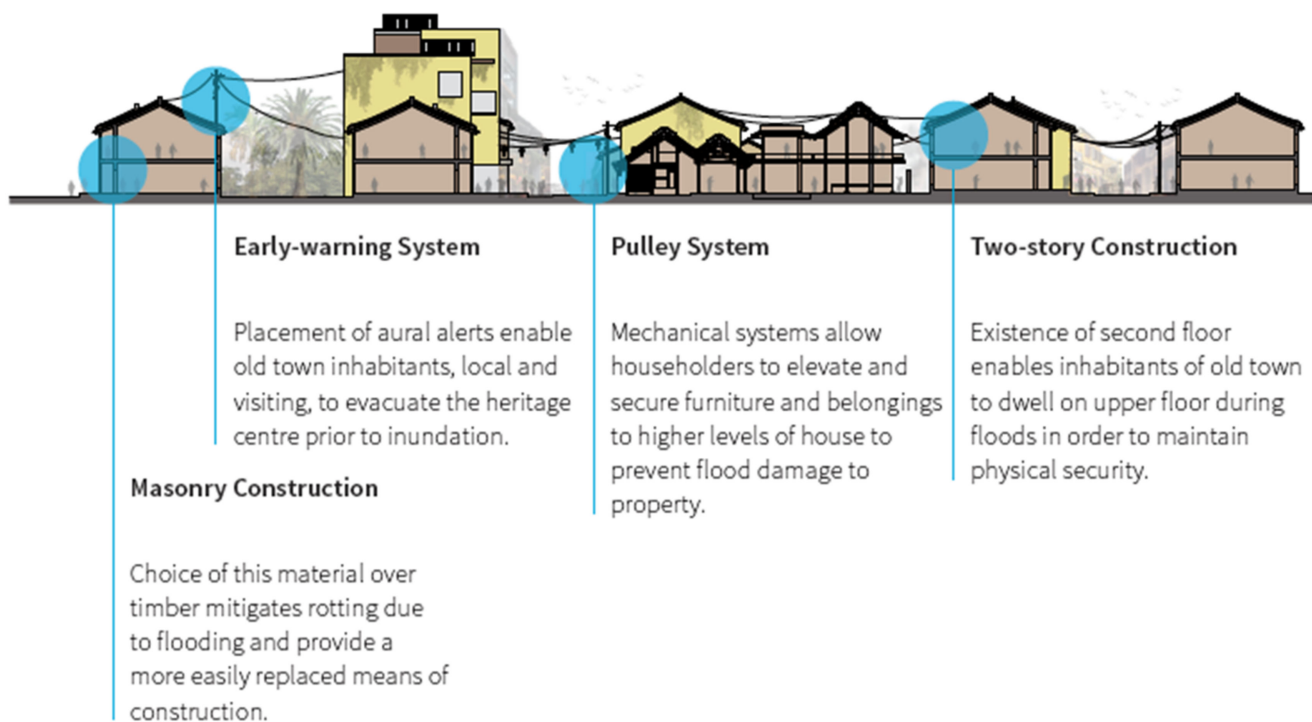 Early-warning System
Placement of aural alerts enable
old town inhabitants, local and
visiting, to evacuate the heritage
centre prior to inundation.
Masonry Construction
Choice of this material over
timber mitigates rotting due
to flooding and provide a
more easily replaced means of
construction.
Pulley System
Mechanical systems allow
householders to elevate and
secure furniture and belongings
to higher levels of house to
prevent flood damage to
property.
Two-story Construction
Existence of second floor
enables inhabitants of old town
to dwell on upper floor during
floods in order to maintain
physical security.